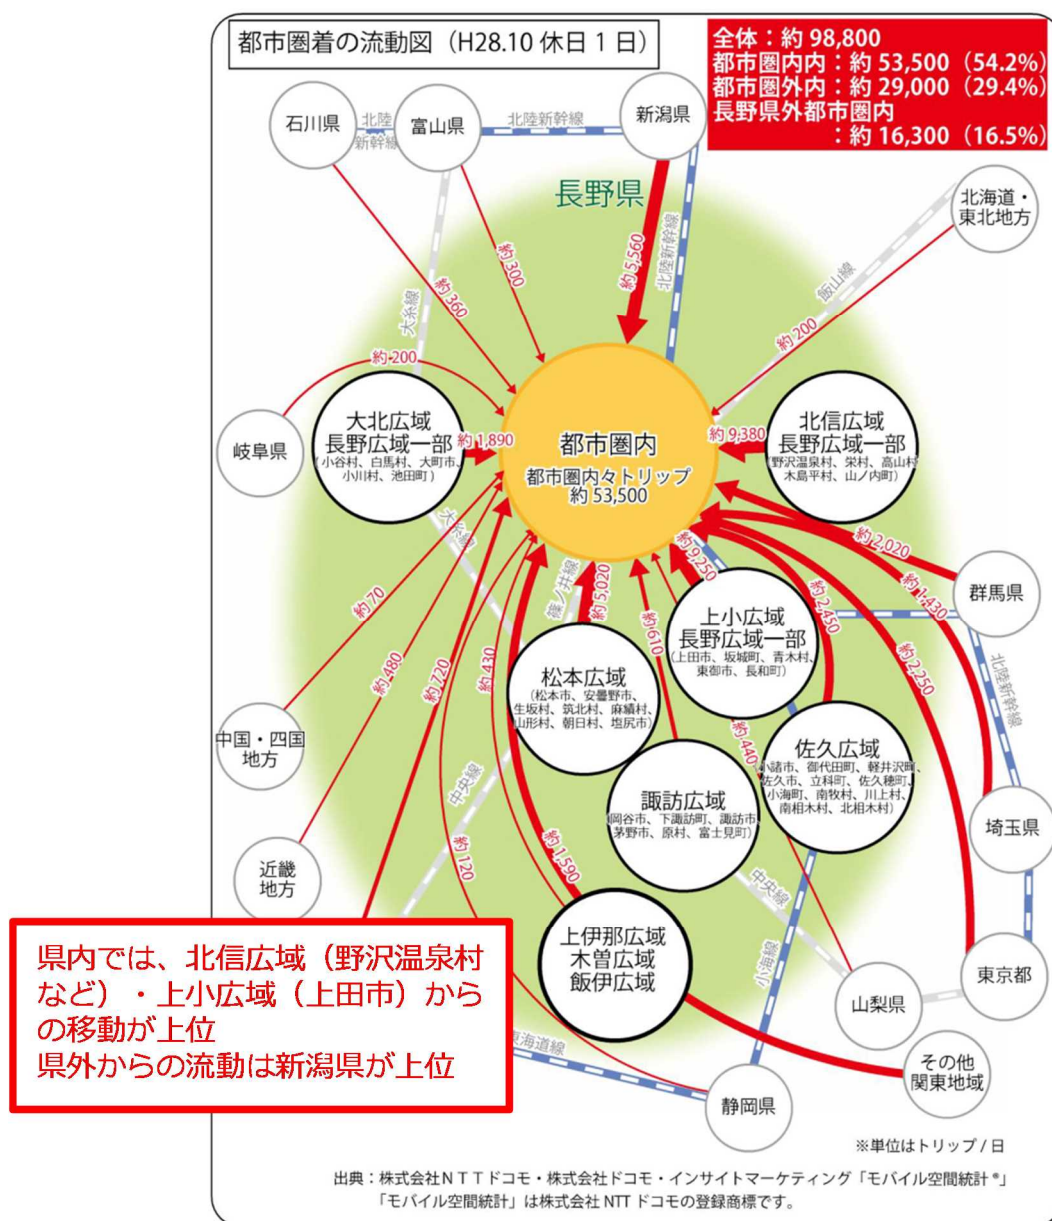 都市圏着の流動図（H28.10 休日１日）
全体：約 98,800
都市圏内内：約 53,500（54.2%）
都市圏外内：約 29,000（29.4%）
長野県外都市圏内
：約 16,300（16.5%）
石川県
北陸
新幹線
富山県
北陸新幹線
新潟県
長野県
北海道・
東北地方
約 5,560
北陸新幹線
飯山線
約 300
約 360
大糸線
約 200
約 200
岐阜県
大北広域
長野広域一部
（小谷村、白馬村、大町市、
小川村、池田町）
約 1,890
都市圏内
都市圏内々トリップ
約 53,500
約 9,380
北信広域
長野広域一部
（野沢温泉村、栄村、高山村
木島平村、山ノ内町）
大糸線
篠ノ井線
約 5,020
約 9,250
約 2,020
群馬県
約 1,430
約 70
約 480
約 720
約 430
約 610
約 2,450
約 2,250
上小広域
長野広域一部
（上田市、坂城町、青木村、
東御市、長和町）
北陸新幹線
松本広域
（松本市、安曇野市、
生坂村、筑北村、麻績村、
山形村、朝日村、塩尻市）
中国・四国
地方
約 440
佐久広域
小諸市、御代田町、軽井沢町、
佐久市、立科町、佐久穂町、
小海町、南牧村、川上村、
南相木村、北相木村）
中央線
諏訪広域
（岡谷市、下諏訪町、諏訪市、
茅野市、原村、富士見町）
埼玉県
近畿
地方
約 120
約 1,590
中央線
上伊那広域
木曽広域
飯伊広域
小海線
山梨県
東京都
県内では、北信広域（野沢温泉村
など）・上小広域（上田市）から
の移動が上位
県外からの流動は新潟県が上位
東海道線
静岡県
その他
関東地域
※単位はトリップ / 日
出典：株式会社ＮＴＴドコモ・株式会社ドコモ・インサイトマーケティング「モバイル空間統計 ®」
「モバイル空間統計」は株式会社 NTT ドコモの登録商標です。